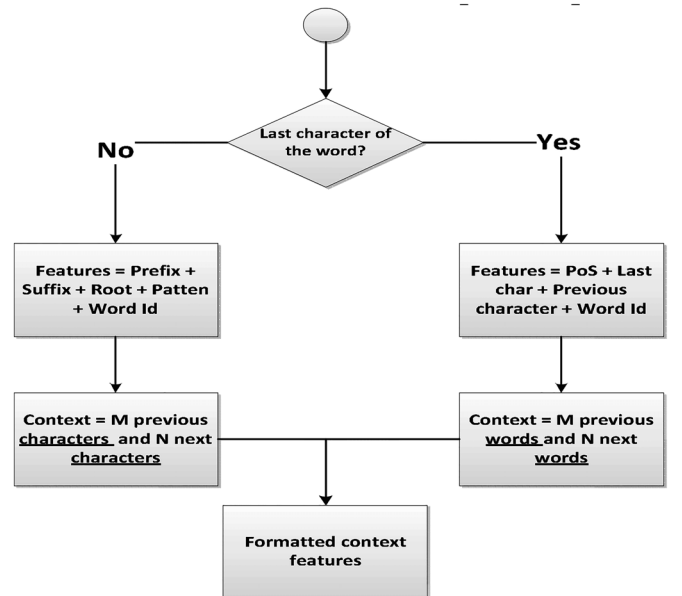 Last character of
the word?
No
Yes
Features = Prefix +
Suffix + Root + Patten
+ Word Id
Features = PoS + Last
char + Previous
character + Word Id
Context = M previous
characters and N next
characters
Context = M previous
words and N next
words
Formatted context
features